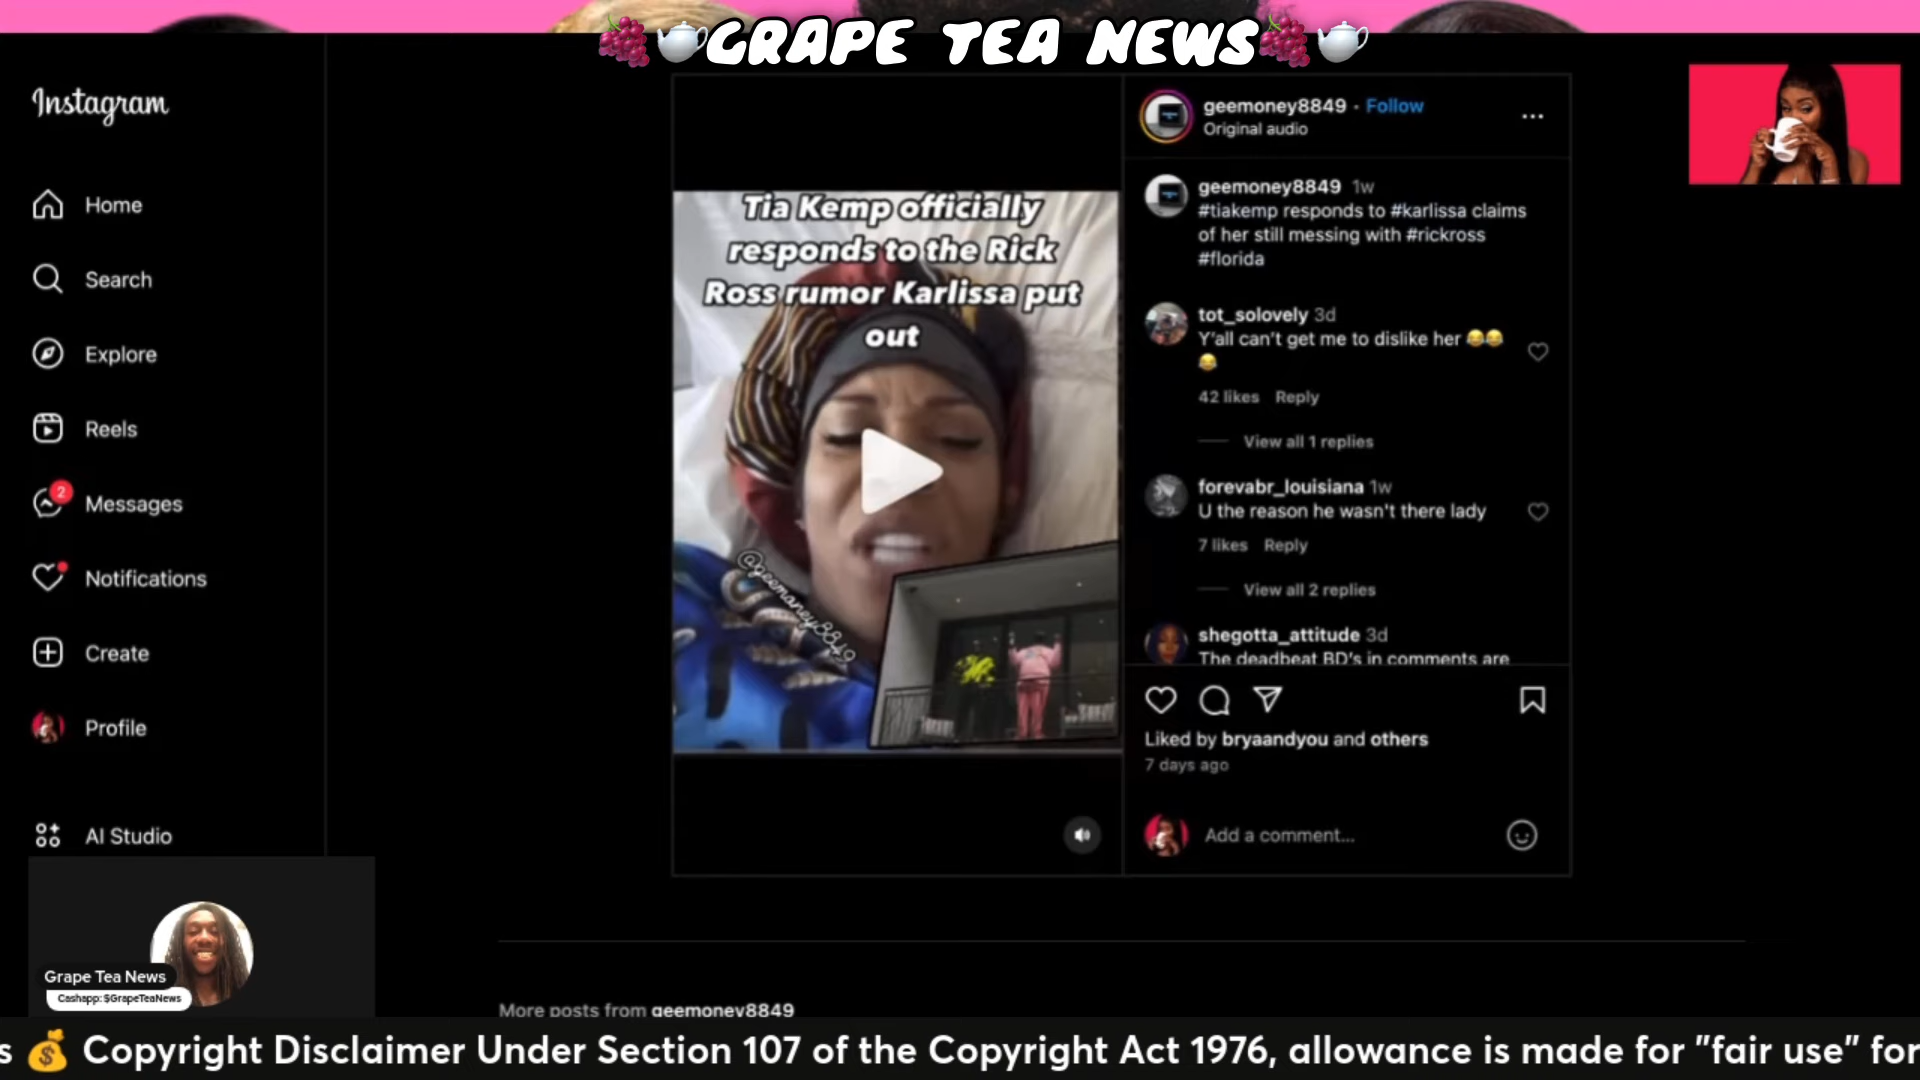 GRAPE TEA NEWS
Instagram
Home
Search
Explore
Reels
2
Messages
Notifications
Create
Profile
AI Studio
Tia Kemp officially
responds to the Rick
Ross rumor Karlissa put
out
@geemoney8849
geemoney8849 · Follow
Original audio
geemoney8849 1w
#tiakemp responds to #karlissa claims
of her still messing with #rickross
#florida
tot_solovely 3d
Y'all can't get me to dislike her 😂😂
😂
42 likes Reply
View all 1 replies
forevabr_louisiana 1w
U the reason he wasn't there lady
7 likes Reply
View all 2 replies
shegotta_attitude 3d
The deadbeat BD's in comments are
Liked by bryaandyou and others
7 days ago
Add a comment...
More posts from geemoney8849
Grape Tea News
Cashapp: $GrapeTeaNews
s 💰 Copyright Disclaimer Under Section 107 of the Copyright Act 1976, allowance is made for "fair use" for